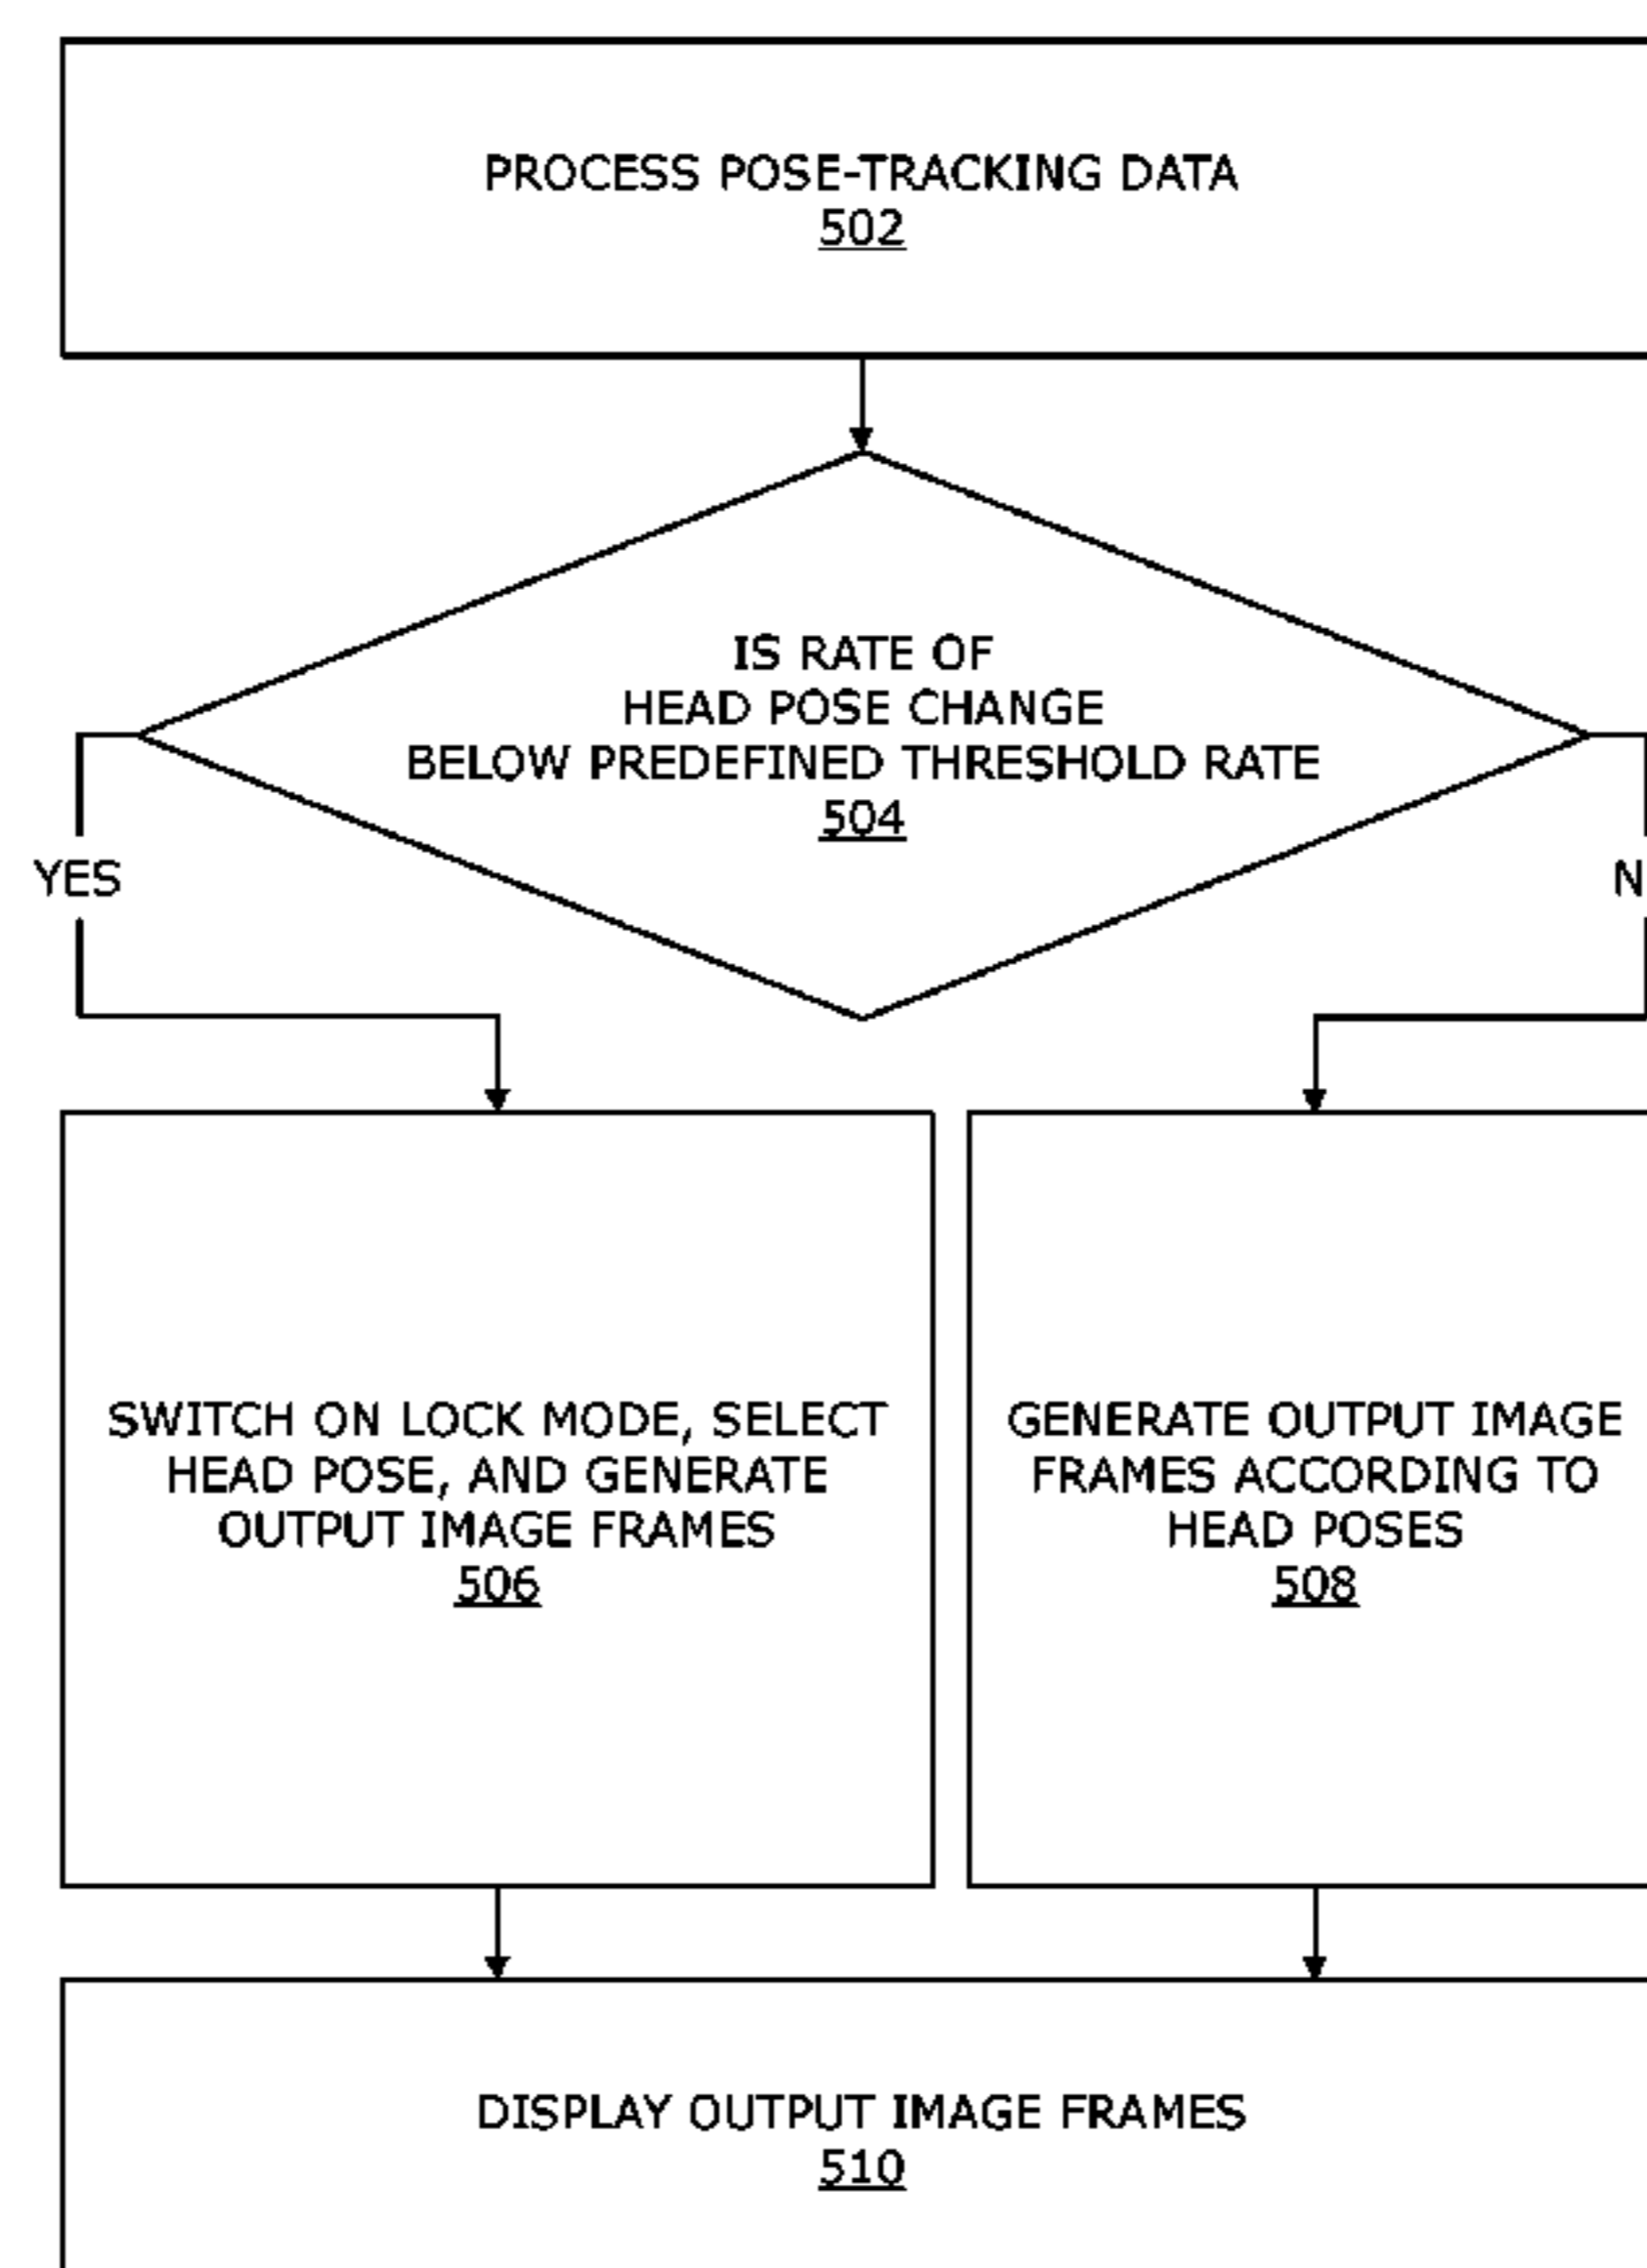 PROCESS POSE-TRACKING DATA
502
IS RATE OF
HEAD POSE CHANGE
BELOW PREDEFINED THRESHOLD RATE
504
YES
SWITCH ON LOCK MODE, SELECT
HEAD POSE, AND GENERATE
OUTPUT IMAGE FRAMES
506
GENERATE OUTPUT IMAGE
FRAMES ACCORDING TO
HEAD POSES
508
DISPLAY OUTPUT IMAGE FRAMES
510